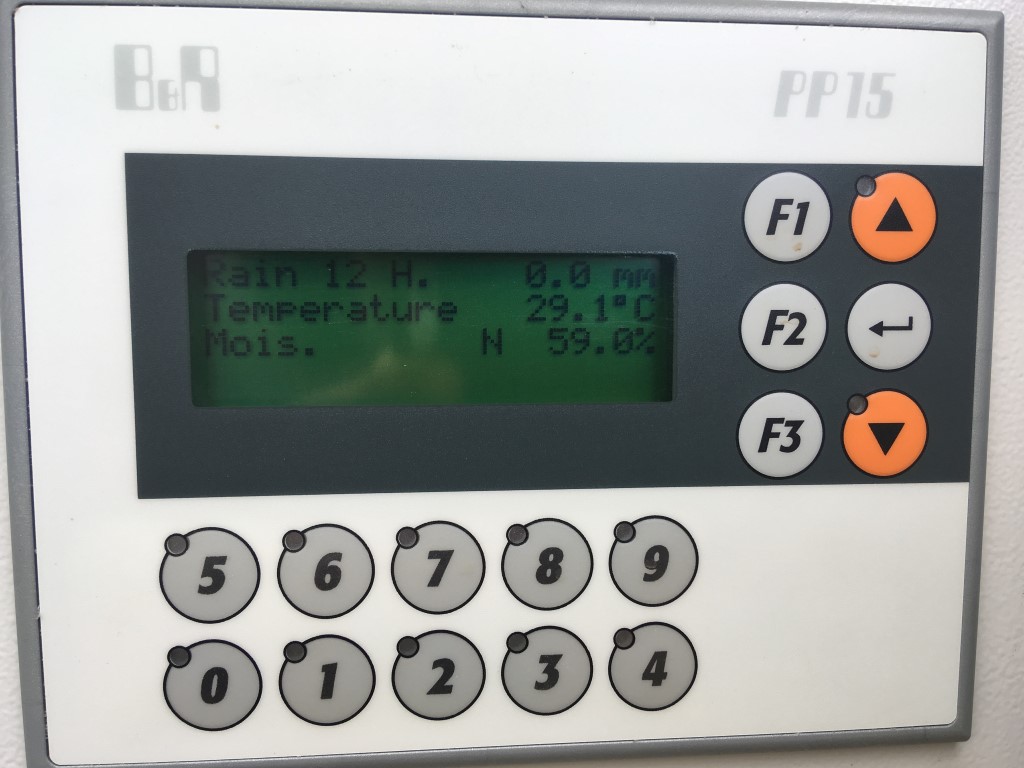 B&R
PP15
Rain 12 H. 0.0 mm
Temperature 29.1°C
Mois. N 59.0%
F1
F2
F3
5 6 7 8 9
0 1 2 3 4